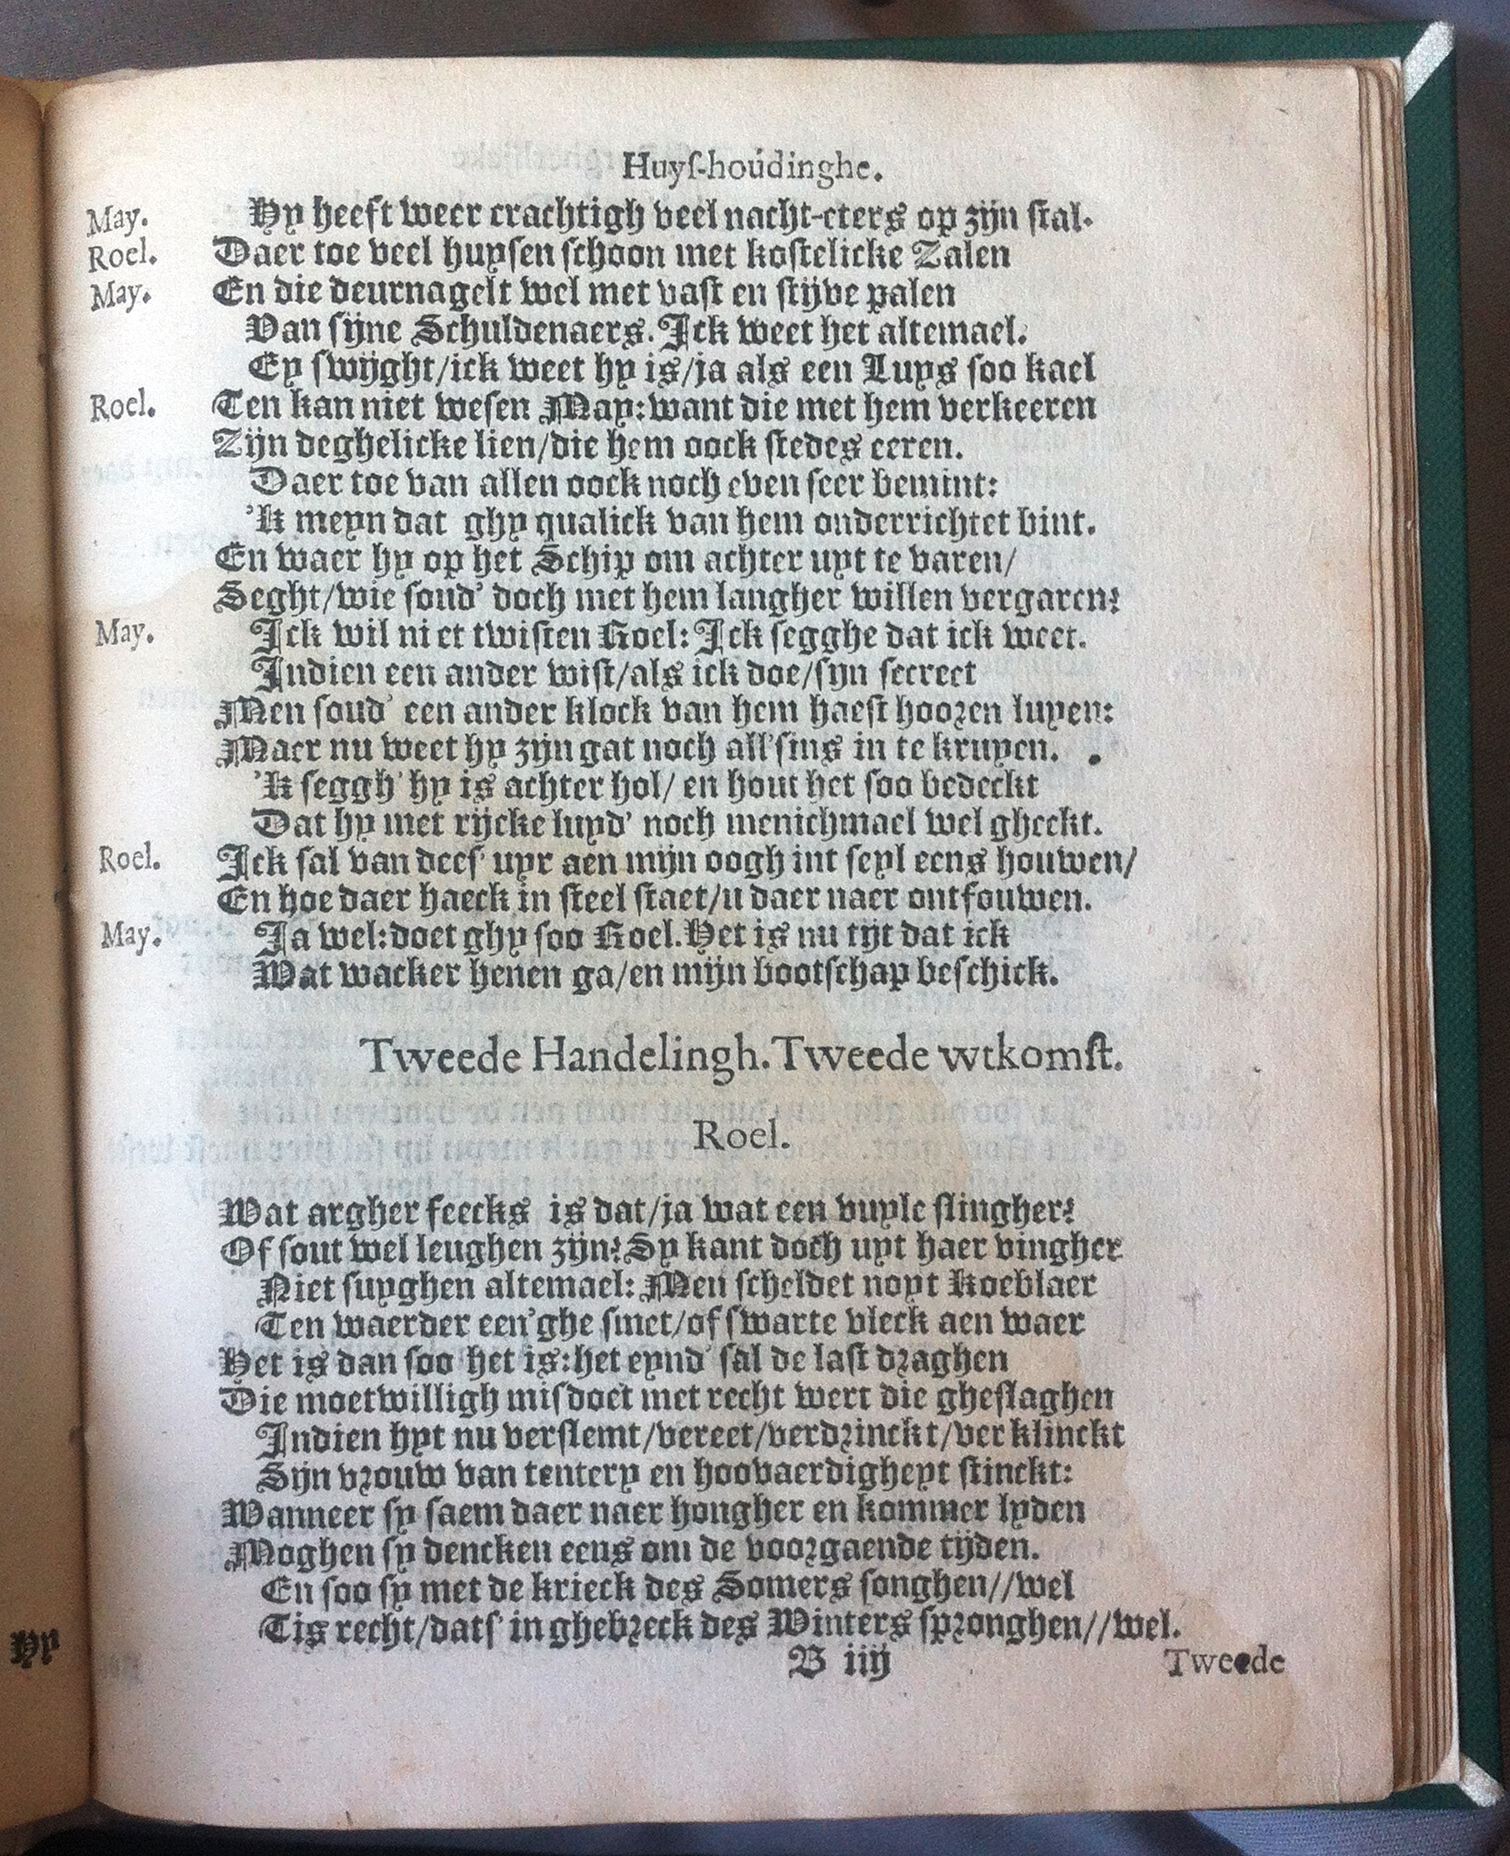 Huyſ-houdinghe.
May. Hy heeft weer crachtigh veel nacht-eters op zijn ſtal.
Roel. Daer toe veel huyſen ſchoon met koſtelicke Zalen
May. En die deurnagelt wel met vaſt en ſtijve palen
Van ſijne Schuldenaers. Ick weet het altemael.
Ey ſwijght/ick weet hy is/ja als een Luys ſoo kael
Roel. Ten kan niet weſen May: want die met hem verkeeren
Zijn deghelicke lien/die hem oock ſtedes eeren.
Daer toe van allen oock noch even ſeer bemint:
'K meyn dat ghy qualick van hem onderrichtet bint.
En waer hy op het Schip om achter uyt te varen/
Seght/wie ſoud' doch met hem langher willen vergaren?
May. Ick wil niet twiſten Roel: Ick ſegghe dat ick weet.
Indien een ander wiſt/als ick doe/ſyn ſecreet
Men ſoud' een ander klock van hem haeſt hooren luyen:
Maer nu weet hy zijn gat noch all'ſins in te kruyen.
'K ſeggh' hy is achter hol/ en hout het ſoo bedeckt
Dat hy met rijcke luyd' noch menichmael wel gheckt.
Roel. Ick ſal van deeſ' uyr aen mijn oogh int ſeyl eens houwen/
En hoe daer haeck in ſteel ſtaet/u daer naer ontfouwen.
May. Ja wel: doet ghy ſoo Roel. Het is nu tijt dat ick
Wat wacker henen ga/en mijn bootſchap beſchick.
Tweede Handelingh. Tweede wtkomſt.
Roel.
Wat argher feecks is dat/ja wat een vuyle ſlingher?
Of ſout wel leughen zijn? Sy kant doch uyt haer vingher
Niet ſuyghen altemael: Men ſcheldet noyt Koeblaer
Ten waerder een'ghe ſmet/of ſwarte vleck aen waer
Het is dan ſoo het is: het eynd' ſal de laſt draghen
Die moetwilligh miſdoet met recht wert die gheſlaghen
Indien hyt nu verſlemt/vereet/verdrinckt/verklinckt
Sijn vrouw van tentery en hoovaerdigheyt ſtinckt:
Wanneer ſy ſaem daer naer hongher en kommer lyden
Moghen ſy dencken eens om de voorgaende tijden.
En ſoo ſy met de krieck des Somers ſonghen//wel
Tis recht/datſ' in ghebreck des Winters ſpronghen//wel.
B iij Tweede
Hy